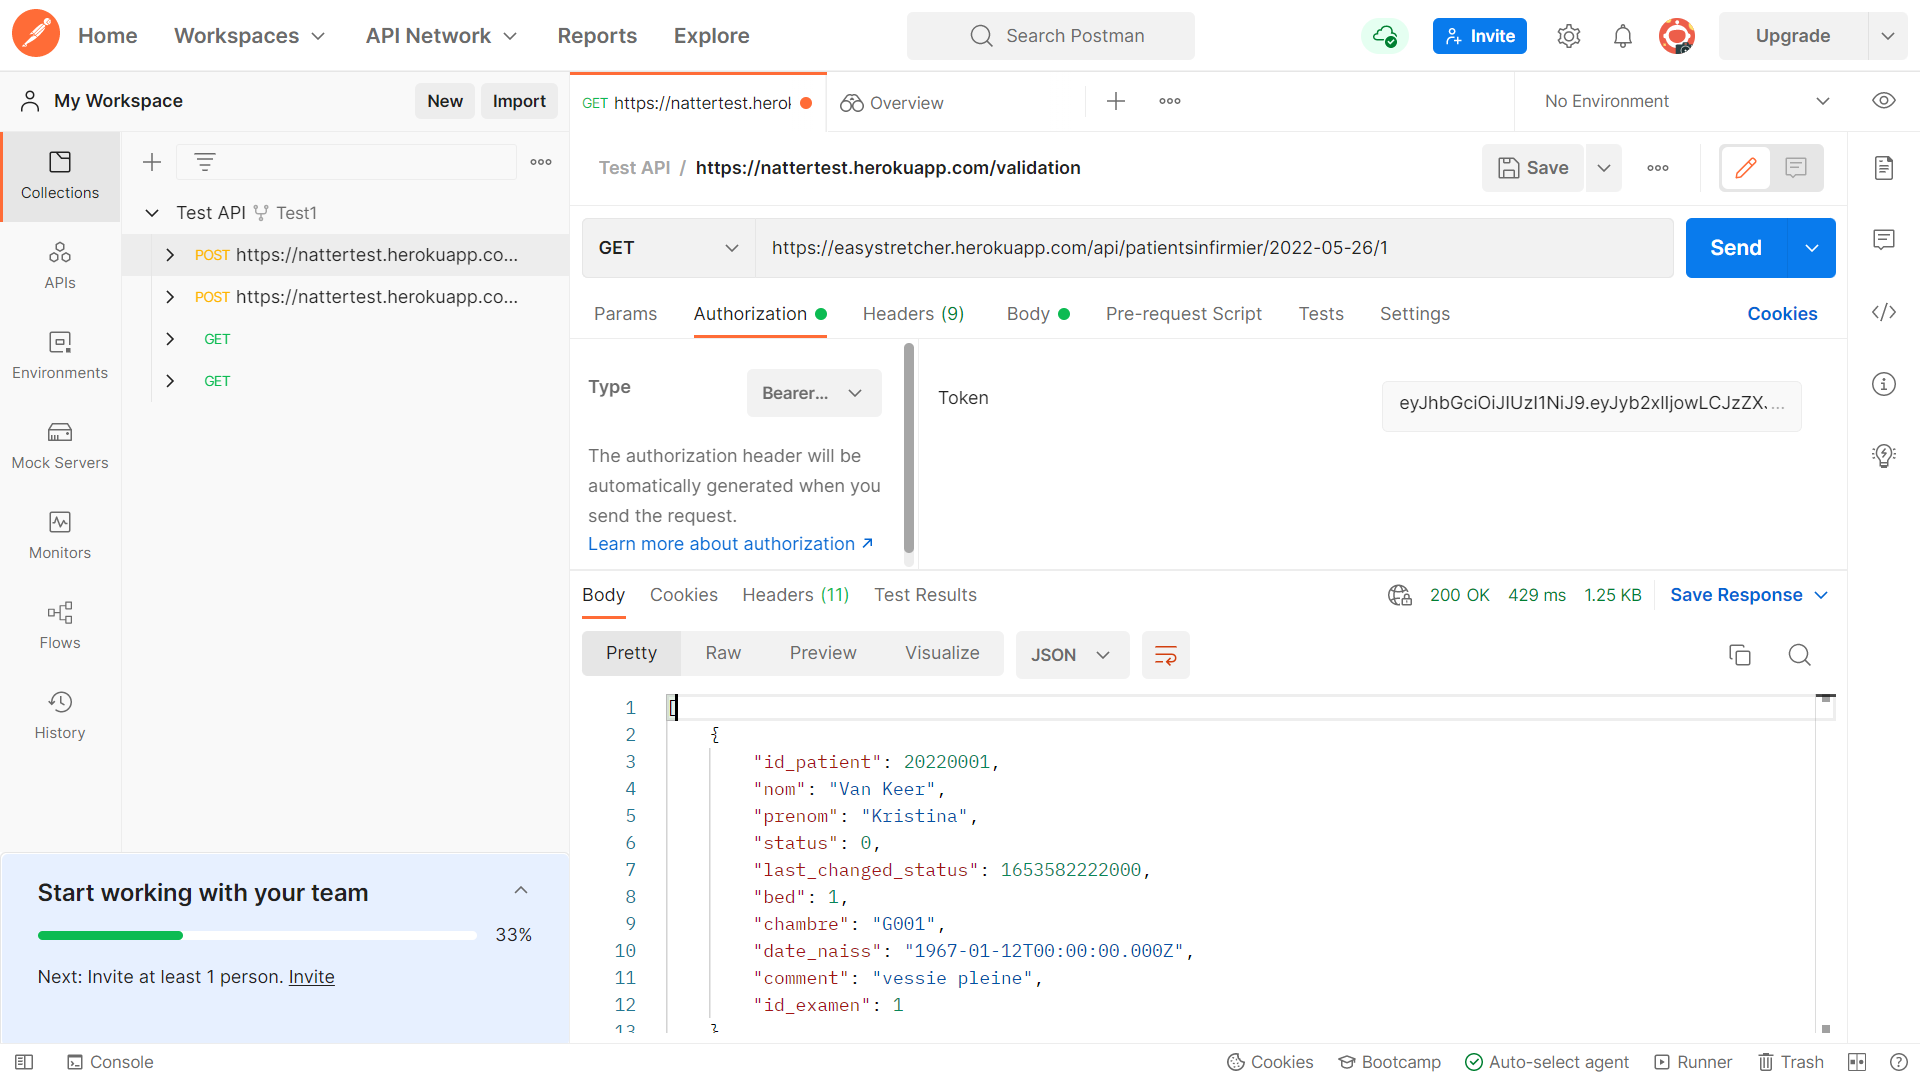 Home Workspaces API Network Reports Explore Search Postman Invite Upgrade
My Workspace New Import
GET https://nattertest.herok Overview No Environment
Collections
APIs
Environments
Mock Servers
Monitors
Flows
History
Test API Test1
POST https://nattertest.herokuapp.co...
POST https://nattertest.herokuapp.co...
GET
GET
Test API / https://nattertest.herokuapp.com/validation Save
GET https://easystretcher.herokuapp.com/api/patientsinfirmier/2022-05-26/1 Send
Params Authorization Headers (9) Body Pre-request Script Tests Settings Cookies
Type Bearer...
The authorization header will be
automatically generated when you
send the request.
Learn more about authorization ↗
Token eyJhbGciOiJIUzI1NiJ9.eyJyb2xlIjowLCJzZX...
Body Cookies Headers (11) Test Results 200 OK 429 ms 1.25 KB Save Response
Pretty Raw Preview Visualize JSON
1 [
2 {
3 "id_patient": 20220001,
4 "nom": "Van Keer",
5 "prenom": "Kristina",
6 "status": 0,
7 "last_changed_status": 1653582222000,
8 "bed": 1,
9 "chambre": "G001",
10 "date_naiss": "1967-01-12T00:00:00.000Z",
11 "comment": "vessie pleine",
12 "id_examen": 1
13 }
Start working with your team
33%
Next: Invite at least 1 person. Invite
Console Cookies Bootcamp Auto-select agent Runner Trash